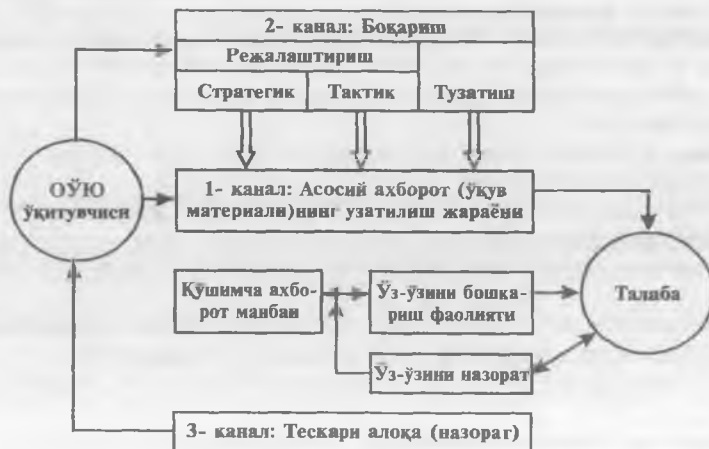 2- канал: Боқариш
Режалаштириш
Стратегик
Тактик
Тузатиш
ОЎЮ
ўқитувчиси
1- канал: Асосий ахборот (ўқув
материали)нинг узатилиш жараёни
Қўшимча ахбо-
рот манбаи
Ўз-ўзини бошқа-
риш фаолияти
Талаба
Ўз-ўзини назорат
3- канал: Тескари алоқа (назорат)